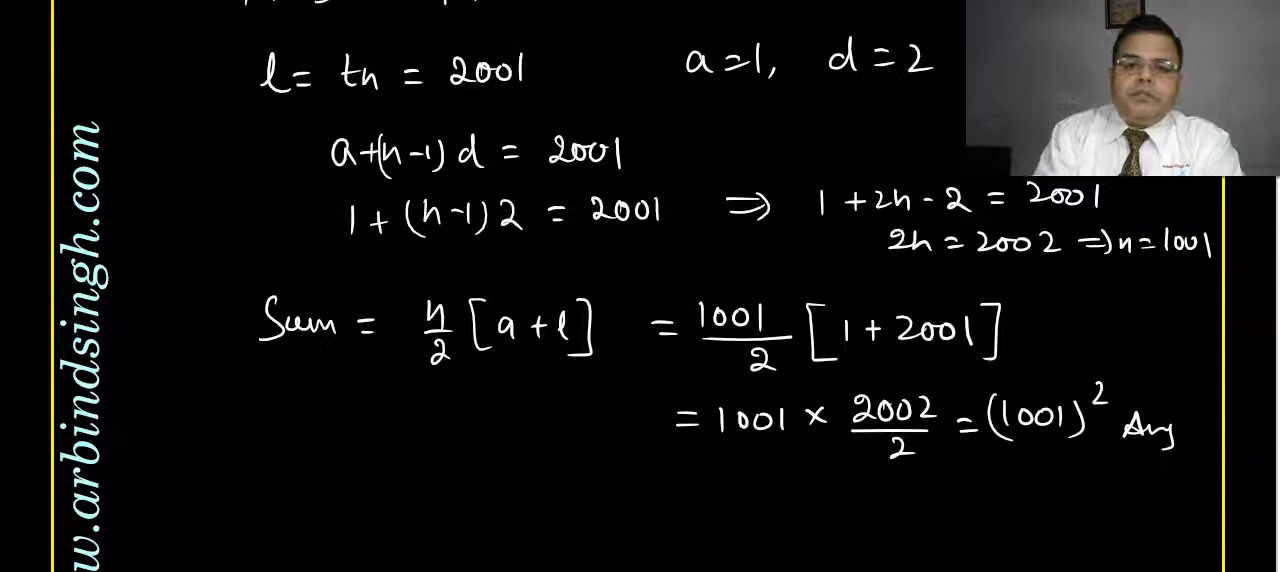 l = tn = 2001 a = 1, d = 2
a+(n-1) d = 2001
1 + (n-1) 2 = 2001 ⇒ 1 + 2n - 2 = 2001
2n = 2002 ⇒ n = 1001
Sum = n/2 [a + l] = 1001/2 [1 + 2001]
= 1001 × 2002/2 = (1001)² Ans
w.arbindsingh.com